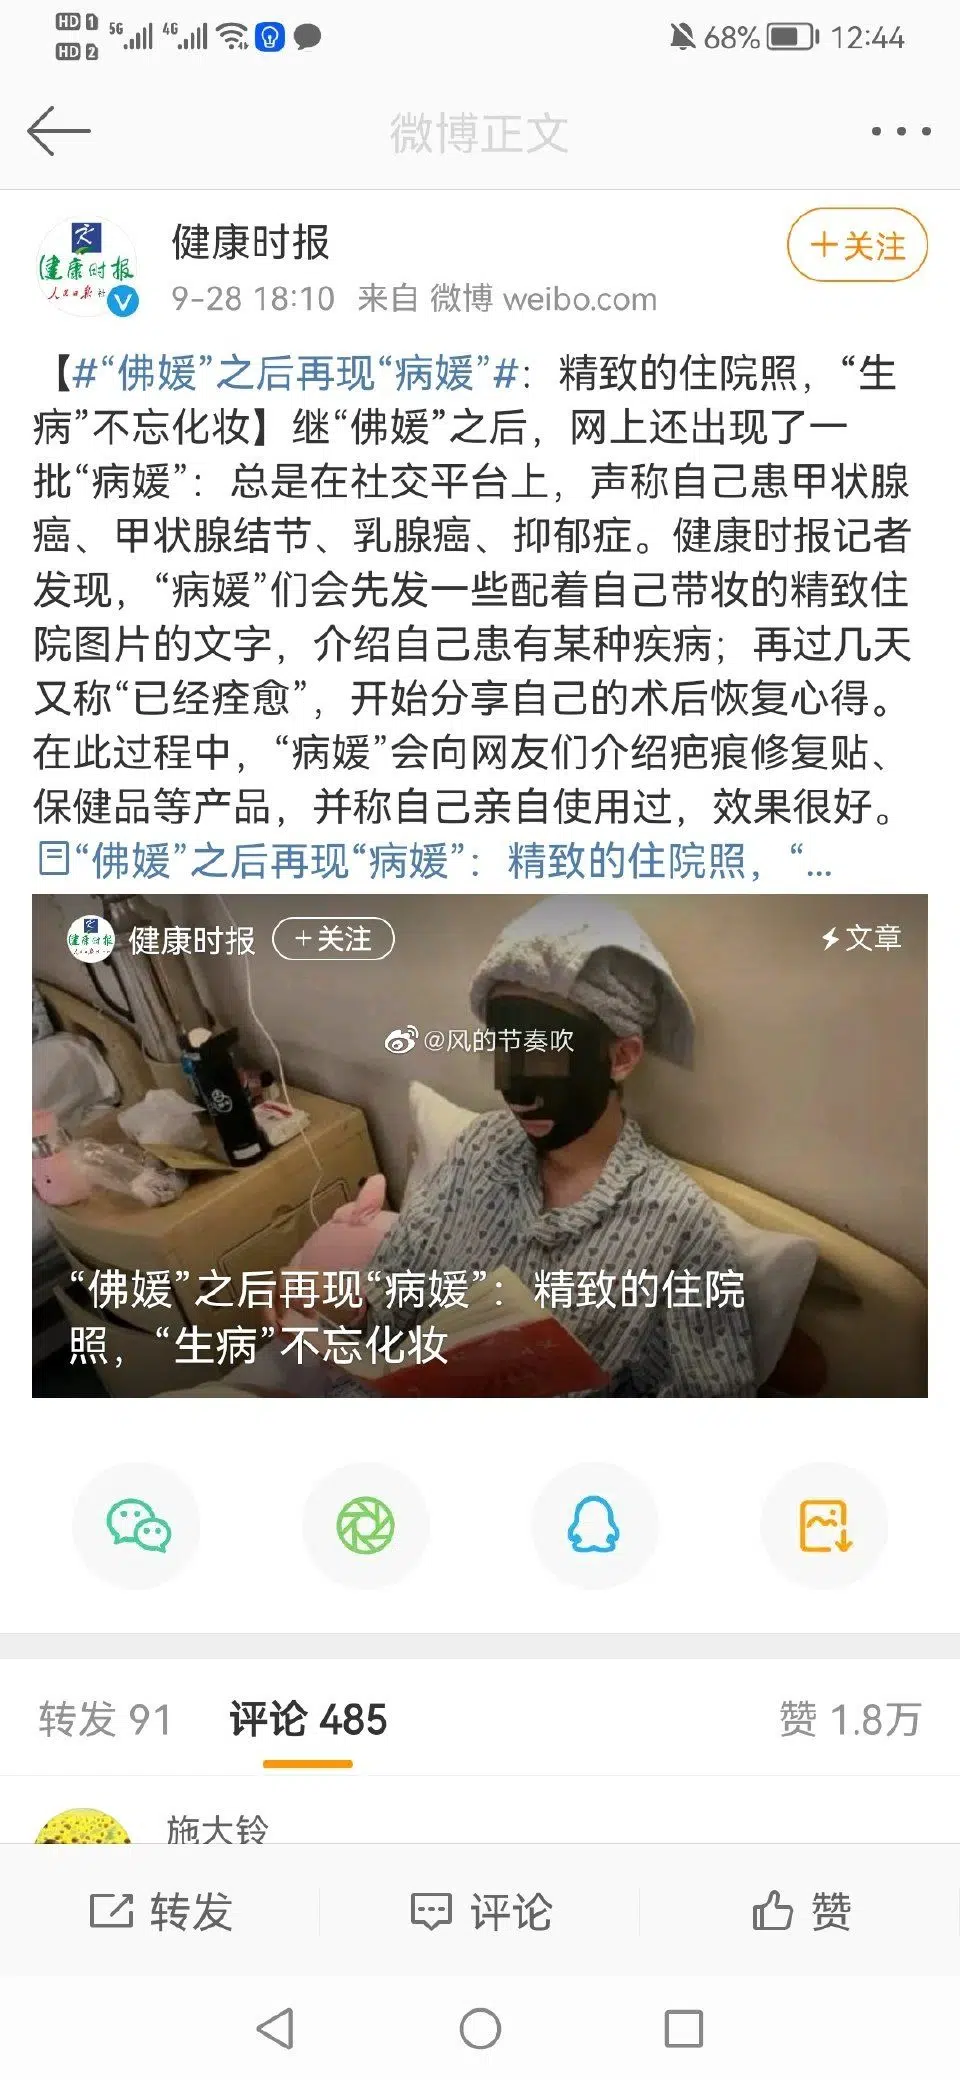 HD 1 5G 4G 68% 12:44
HD 2
微博正文
健康时报
人民日报社
健康时报
+关注
9-28 18:10 来自 微博 weibo.com
【#“佛媛”之后再现“病媛”#：精致的住院照，“生
病”不忘化妆】继“佛媛”之后，网上还出现了一
批“病媛”：总是在社交平台上，声称自己患甲状腺
癌、甲状腺结节、乳腺癌、抑郁症。健康时报记者
发现，“病媛”们会先发一些配着自己带妆的精致住
院图片的文字，介绍自己患有某种疾病；再过几天
又称“已经痊愈”，开始分享自己的术后恢复心得。
在此过程中，“病媛”会向网友们介绍疤痕修复贴、
保健品等产品，并称自己亲自使用过，效果很好。
“佛媛”之后再现“病媛”：精致的住院照，“...
健康时报
健康时报 +关注 文章
@风的节奏吹
“佛媛”之后再现“病媛”：精致的住院
照，“生病”不忘化妆
转发 91 评论 485 赞 1.8万
施大铃
转发 评论 赞